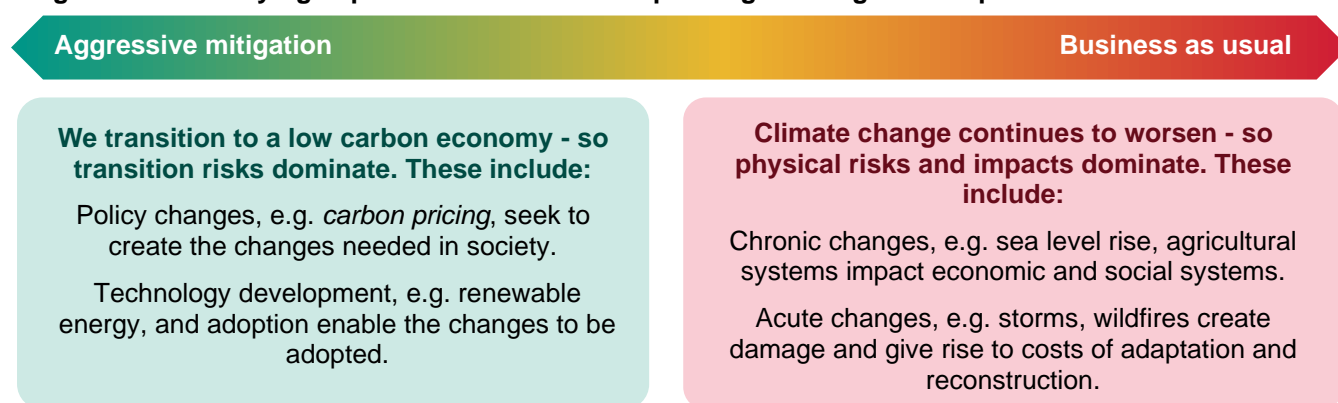 Aggressive mitigation
Business as usual
We transition to a low carbon economy - so
transition risks dominate. These include:
Policy changes, e.g. carbon pricing, seek to
create the changes needed in society.
Technology development, e.g. renewable
energy, and adoption enable the changes to be
adopted.
Climate change continues to worsen - so
physical risks and impacts dominate. These
include:
Chronic changes, e.g. sea level rise, agricultural
systems impact economic and social systems.
Acute changes, e.g. storms, wildfires create
damage and give rise to costs of adaptation and
reconstruction.